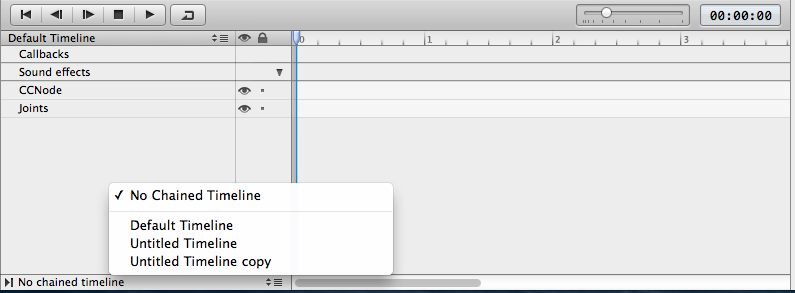 00:00:00
Default Timeline
0 1 2 3
Callbacks
Sound effects
CCNode
Joints
✓ No Chained Timeline
Default Timeline
Untitled Timeline
Untitled Timeline copy
No chained timeline